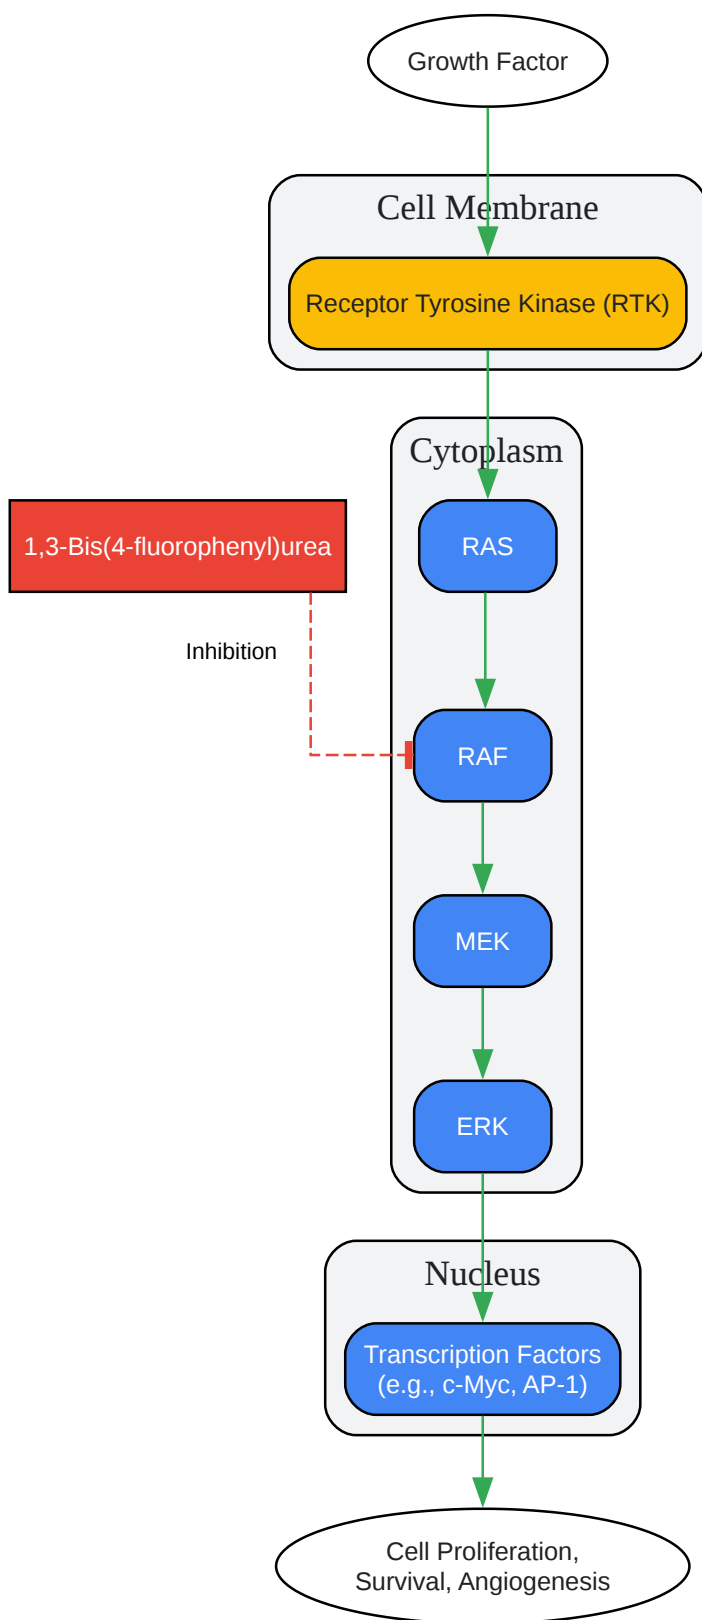 Growth Factor
Cell Membrane
Receptor Tyrosine Kinase (RTK)
Cytoplasm
1,3-Bis(4-fluorophenyl)urea
RAS
Inhibition
RAF
MEK
ERK
Nucleus
Transcription Factors
(e.g., c-Myc, AP-1)
Cell Proliferation,
Survival, Angiogenesis